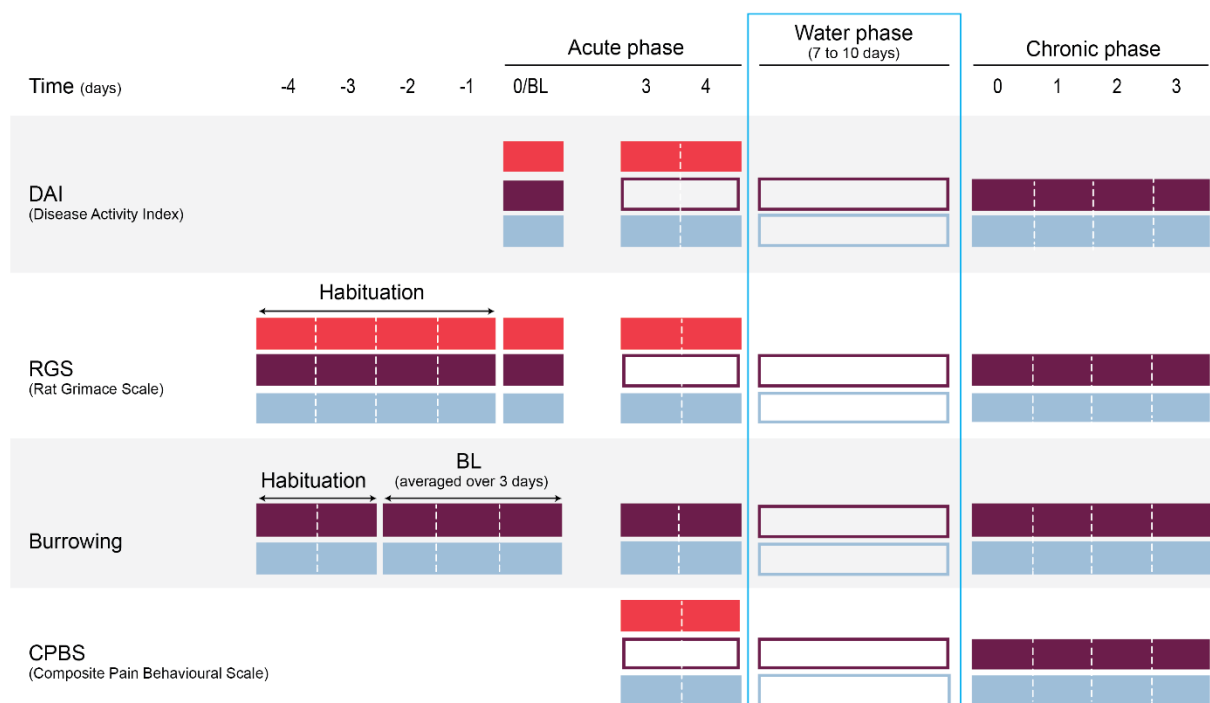 Acute phase
Water phase
(7 to 10 days)
Chronic phase
Time (days) -4 -3 -2 -1 0/BL 3 4 0 1 2 3
DAI
(Disease Activity Index)
Habituation
RGS
(Rat Grimace Scale)
BL
Habituation (averaged over 3 days)
Burrowing
CPBS
(Composite Pain Behavioural Scale)